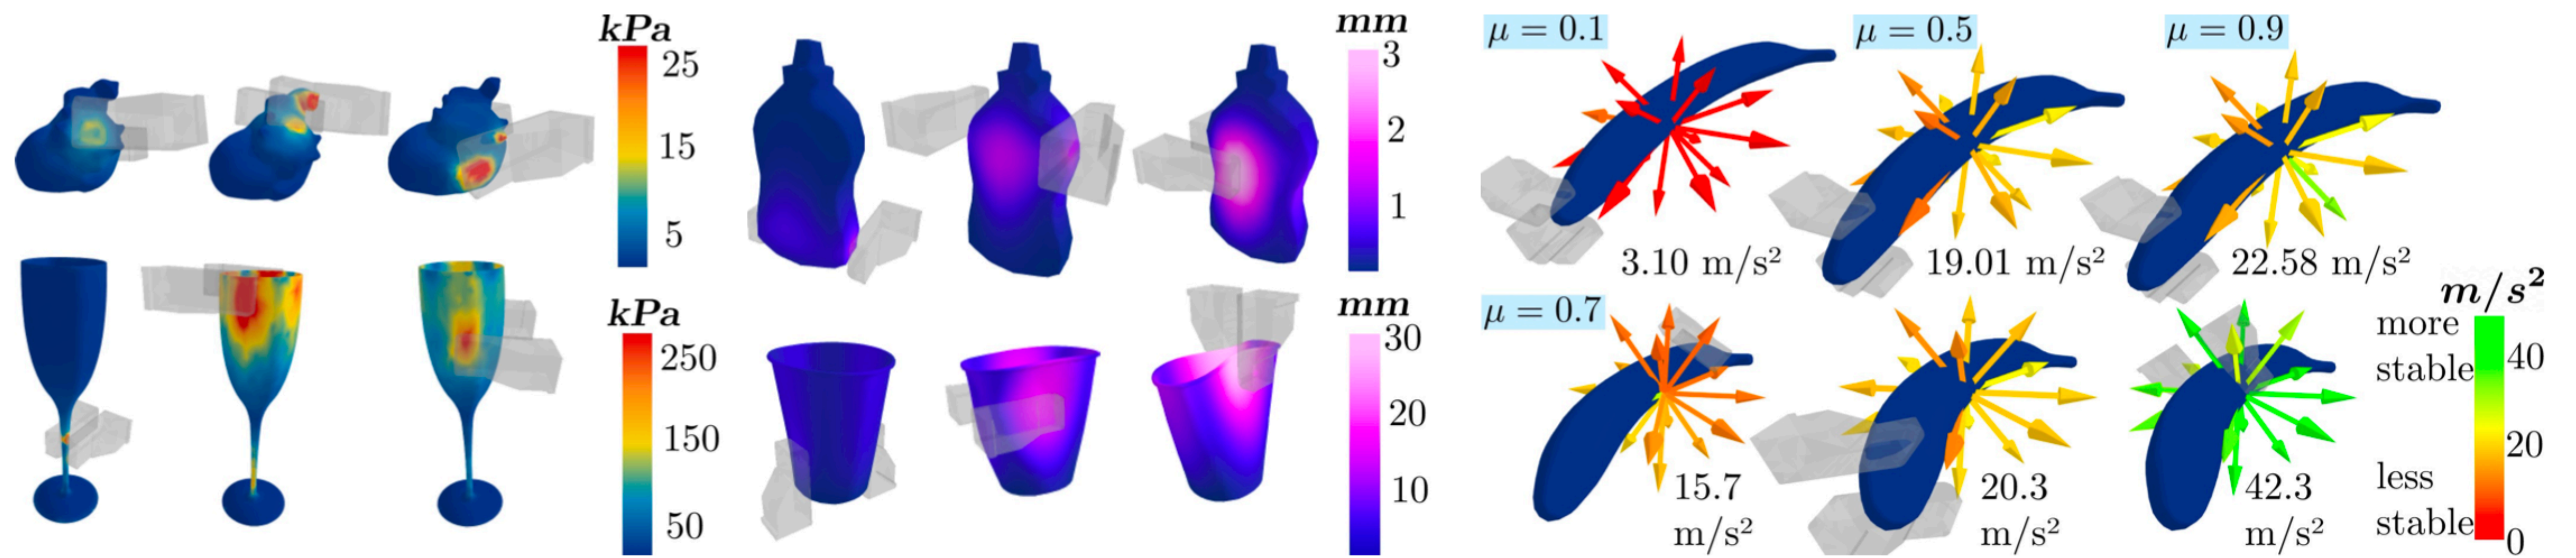 kPa
25
15
5
kPa
250
150
50
mm
3
2
1
mm
30
20
10
μ = 0.1
μ = 0.5
μ = 0.9
3.10 m/s²
19.01 m/s²
22.58 m/s²
μ = 0.7
15.7
m/s²
20.3
m/s²
42.3
m/s²
m/s²
more
stable
40
20
less
stable
0